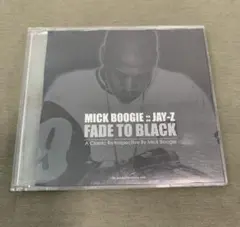 MICK BOOGIE :: JAY-Z
FADE TO BLACK
A Classic Retrospective By Mick Boogie